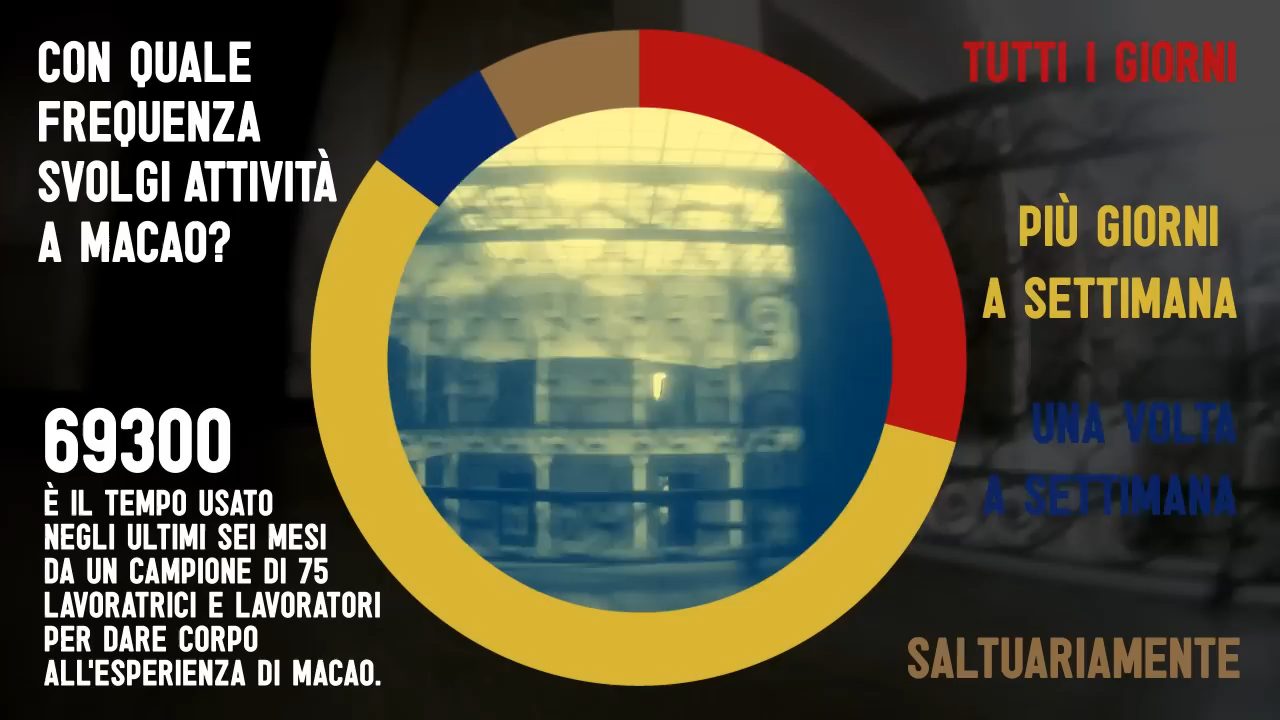 CON QUALE
FREQUENZA
SVOLGI ATTIVITÀ
A MACAO?
69300
È IL TEMPO USATO
NEGLI ULTIMI SEI MESI
DA UN CAMPIONE DI 75
LAVORATRICI E LAVORATORI
PER DARE CORPO
ALL'ESPERIENZA DI MACAO.
TUTTI I GIORNI
PIÙ GIORNI
A SETTIMANA
UNA VOLTA
A SETTIMANA
SALTUARIAMENTE